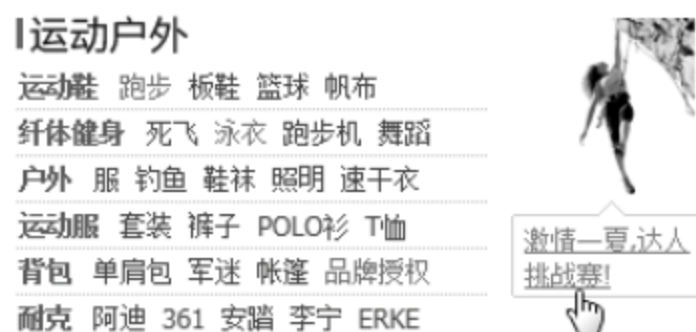 运动户外
运动鞋 跑步 板鞋 篮球 帆布
纤体健身 死飞 泳衣 跑步机 舞蹈
户外 服 钓鱼 鞋袜 照明 速干衣
运动服 套装 裤子 POLO衫 T恤
背包 单肩包 军迷 帐篷 品牌授权
耐克 阿迪 361 安踏 李宁 ERKE
激情一夏,达人
挑战赛!